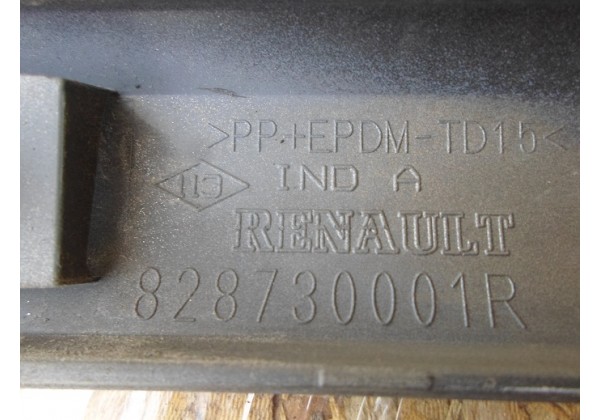 >PP+EPDM-TD15<
IND A
RENAULT
828730001R